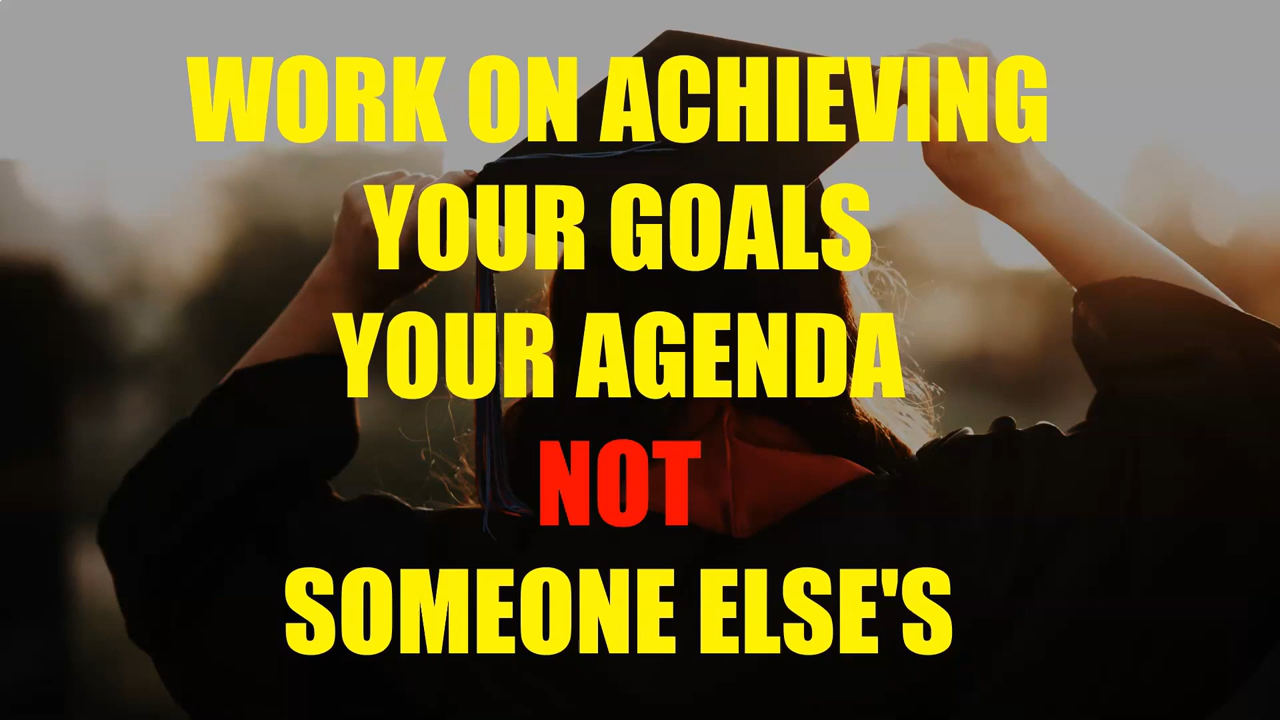 WORK ON ACHIEVING
YOUR GOALS
YOUR AGENDA
NOT
SOMEONE ELSE'S